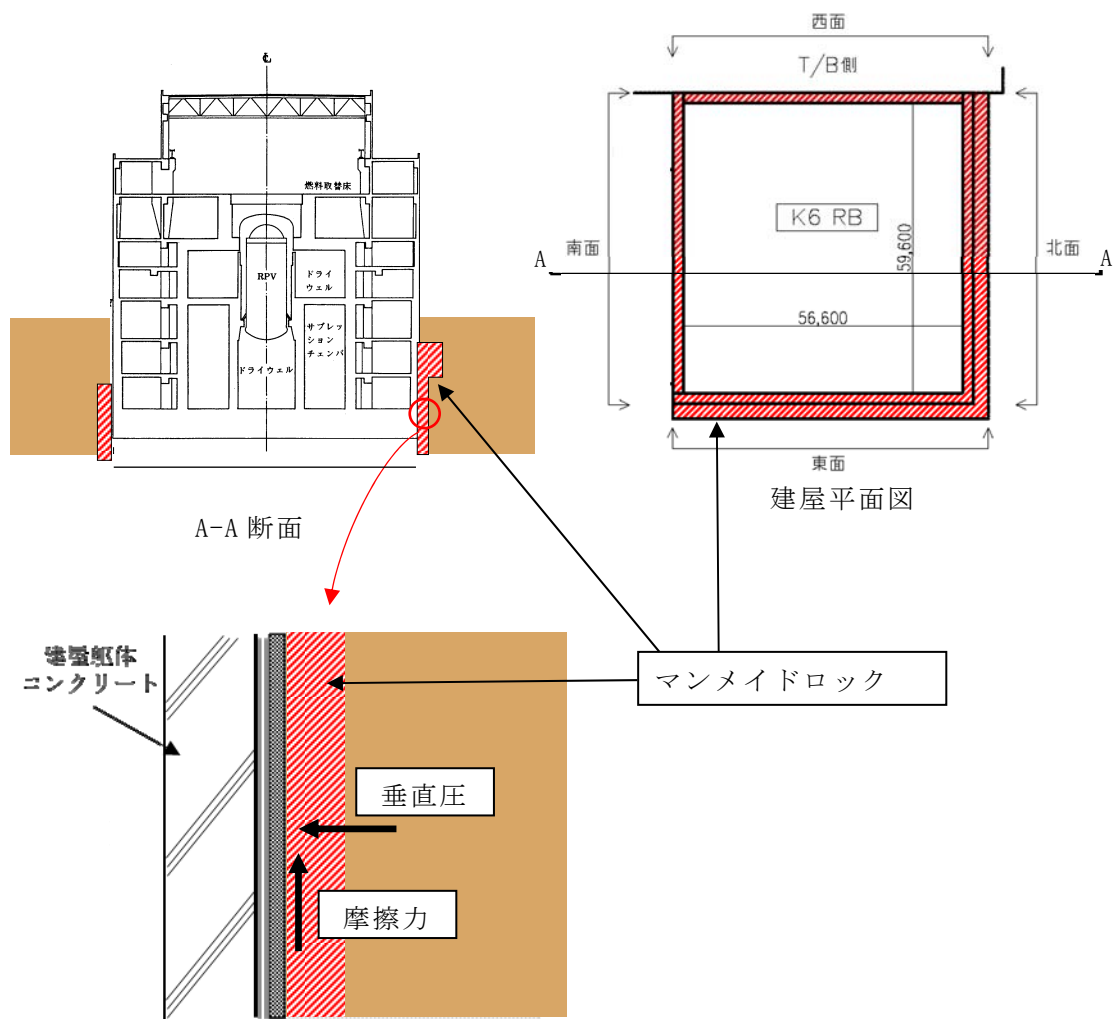 ℄
燃料取替床
RPV
ドライ
ウェル
サプレッ
ション
チェンバ
ドライウェル
A-A 断面
西面
T/B側
K6 RB
59,600
56,600
南面
北面
A
A
東面
建屋平面図
建屋躯体
コンクリート
マンメイドロック
垂直圧
摩擦力